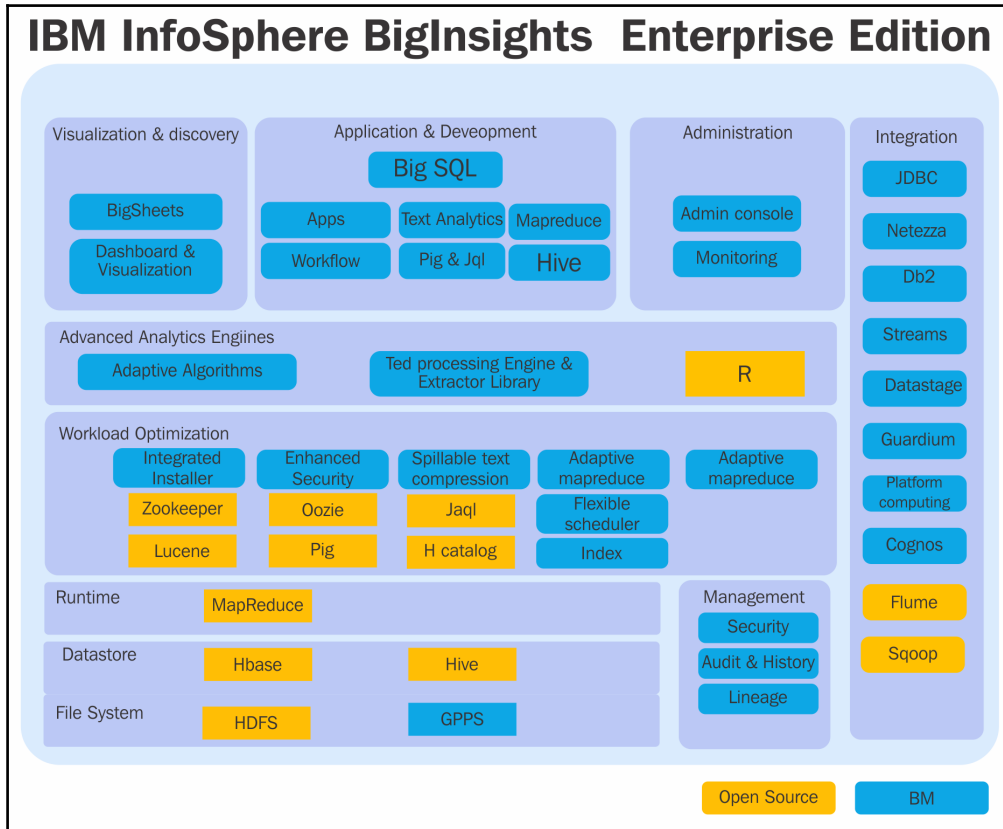 IBM InfoSphere BigInsights Enterprise Edition
Visualization & discovery
BigSheets
Dashboard &
Visualization
Application & Deveopment
Big SQL
Apps
Text Analytics
Mapreduce
Workflow
Pig & Jql
Hive
Administration
Admin console
Monitoring
Integration
JDBC
Netezza
Db2
Streams
Datastage
Guardium
Platform
computing
Cognos
Flume
Sqoop
Advanced Analytics Engiines
Adaptive Algorithms
Ted processing Engine &
Extractor Library
R
Workload Optimization
Integrated
Installer
Enhanced
Security
Spillable text
compression
Adaptive
mapreduce
Adaptive
mapreduce
Zookeeper
Oozie
Jaql
Flexible
scheduler
Lucene
Pig
H catalog
Index
Runtime
MapReduce
Datastore
Hbase
Hive
File System
HDFS
GPPS
Management
Security
Audit & History
Lineage
Open Source
BM